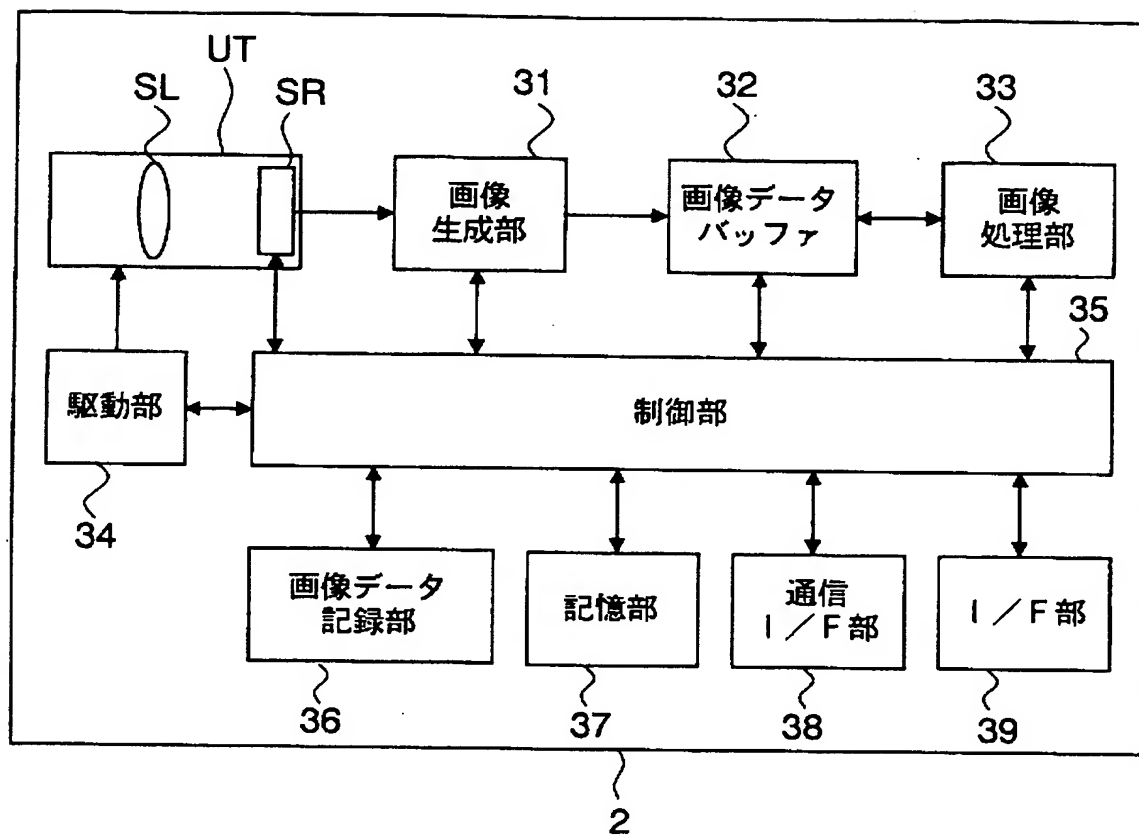 UT
SL
SR
31
32
33
画像
生成部
画像データ
バッファ
画像
処理部
35
駆動部
制御部
34
画像データ
記録部
記憶部
通信
I/F部
I/F部
36
37
38
39
2